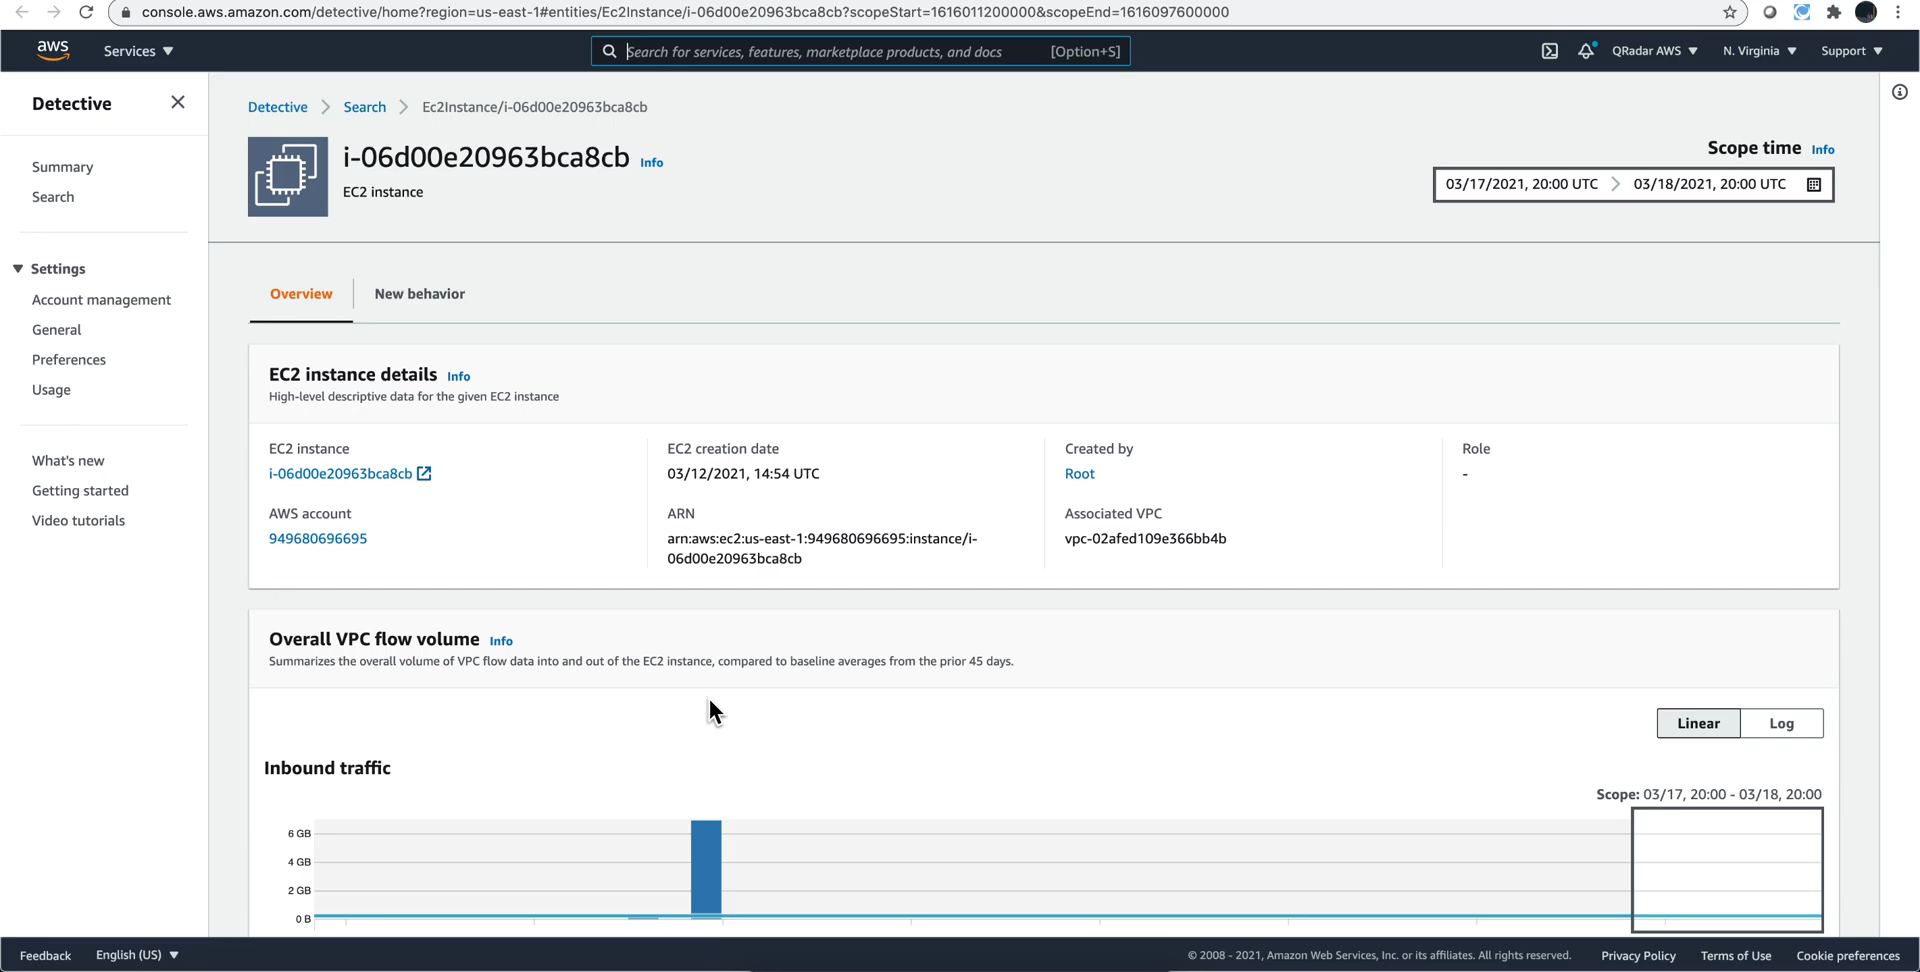 console.aws.amazon.com/detective/home?region=us-east-1#entities/Ec2Instance/i-06d00e20963bca8cb?scopeStart=1616011200000&scopeEnd=1616097600000
aws
Services
Search for services, features, marketplace products, and docs
[Option+S]
QRadar AWS
N. Virginia
Support
Detective
Summary
Search
Settings
Account management
General
Preferences
Usage
What's new
Getting started
Video tutorials
Detective
Search
Ec2Instance/i-06d00e20963bca8cb
i-06d00e20963bca8cb Info
EC2 instance
Scope time Info
03/17/2021, 20:00 UTC
03/18/2021, 20:00 UTC
Overview
New behavior
EC2 instance details Info
High-level descriptive data for the given EC2 instance
EC2 instance
i-06d00e20963bca8cb
AWS account
949680696695
EC2 creation date
03/12/2021, 14:54 UTC
ARN
arn:aws:ec2:us-east-1:949680696695:instance/i-
06d00e20963bca8cb
Created by
Root
Associated VPC
vpc-02afed109e366bb4b
Role
-
Overall VPC flow volume Info
Summarizes the overall volume of VPC flow data into and out of the EC2 instance, compared to baseline averages from the prior 45 days.
Linear
Log
Inbound traffic
Scope: 03/17, 20:00 - 03/18, 20:00
6 GB
4 GB
2 GB
0 B
Feedback
English (US)
© 2008 - 2021, Amazon Web Services, Inc. or its affiliates. All rights reserved.
Privacy Policy
Terms of Use
Cookie preferences